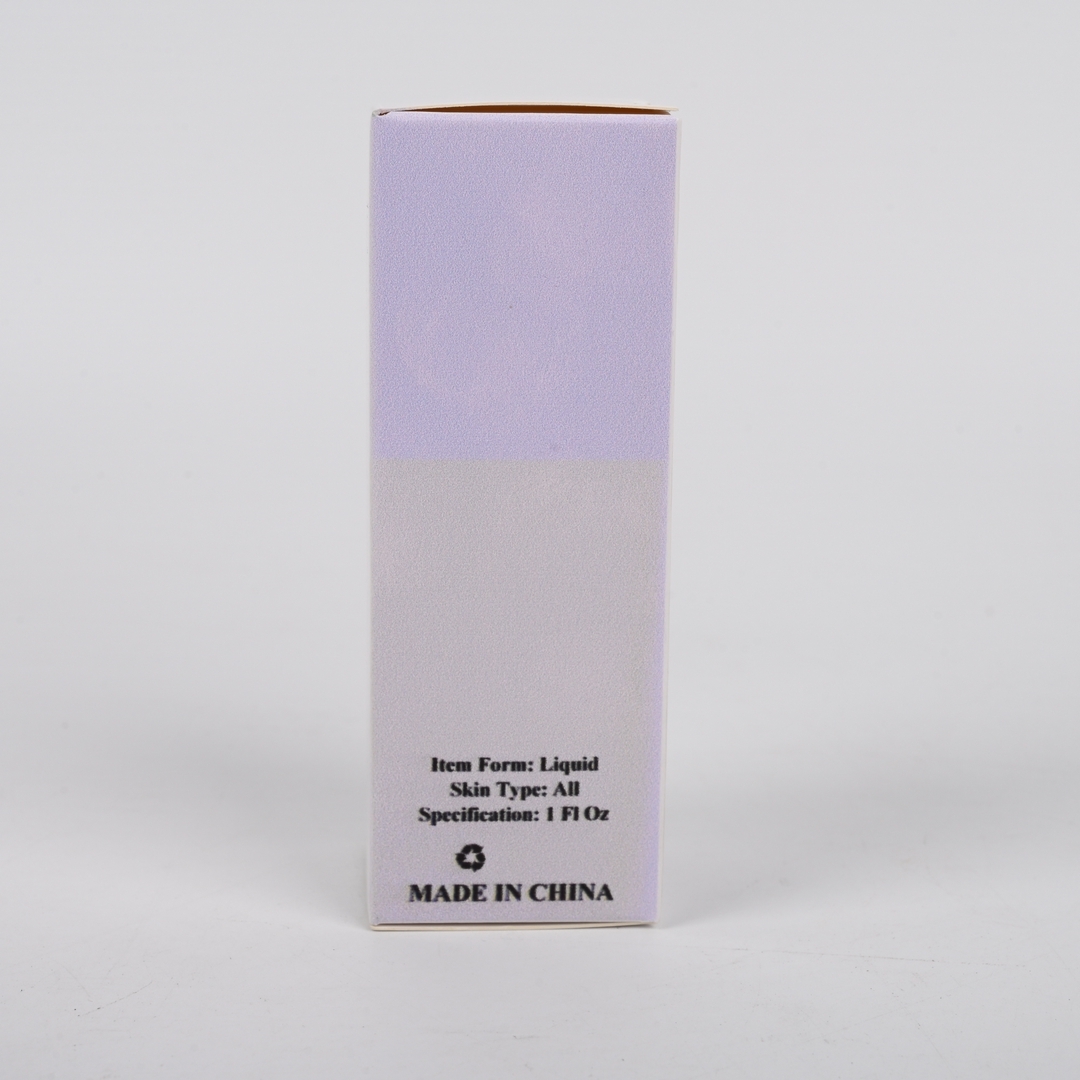 Item Form: Liquid
Skin Type: All
Specification: 1 Fl Oz
MADE IN CHINA